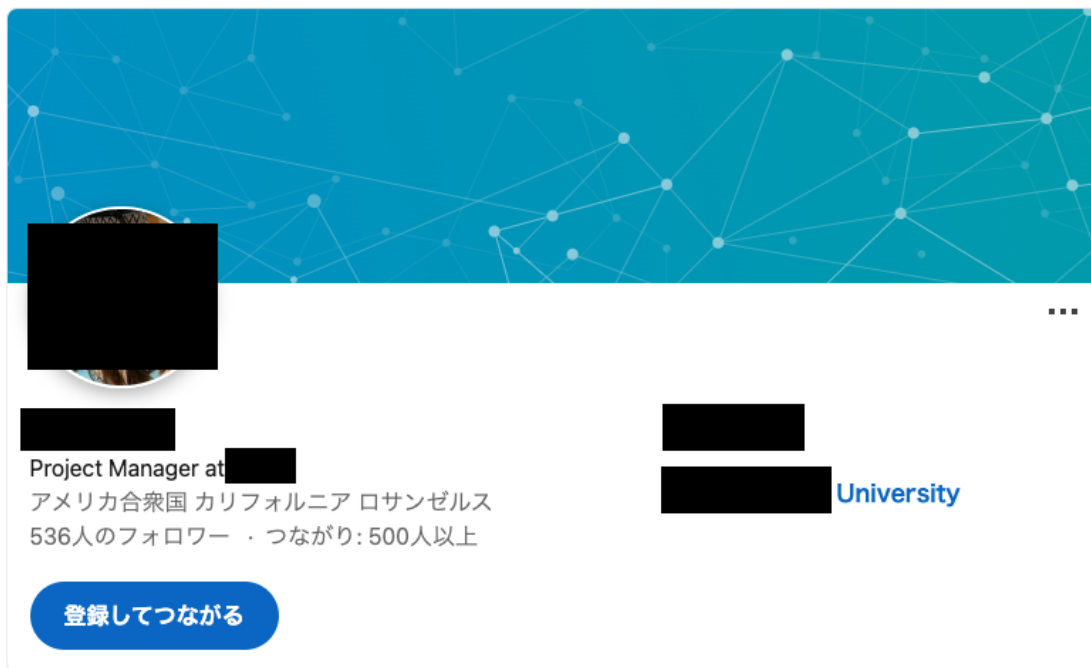 Project Manager at
アメリカ合衆国 カリフォルニア ロサンゼルス
536人のフォロワー ・ つながり: 500人以上
University
登録してつながる